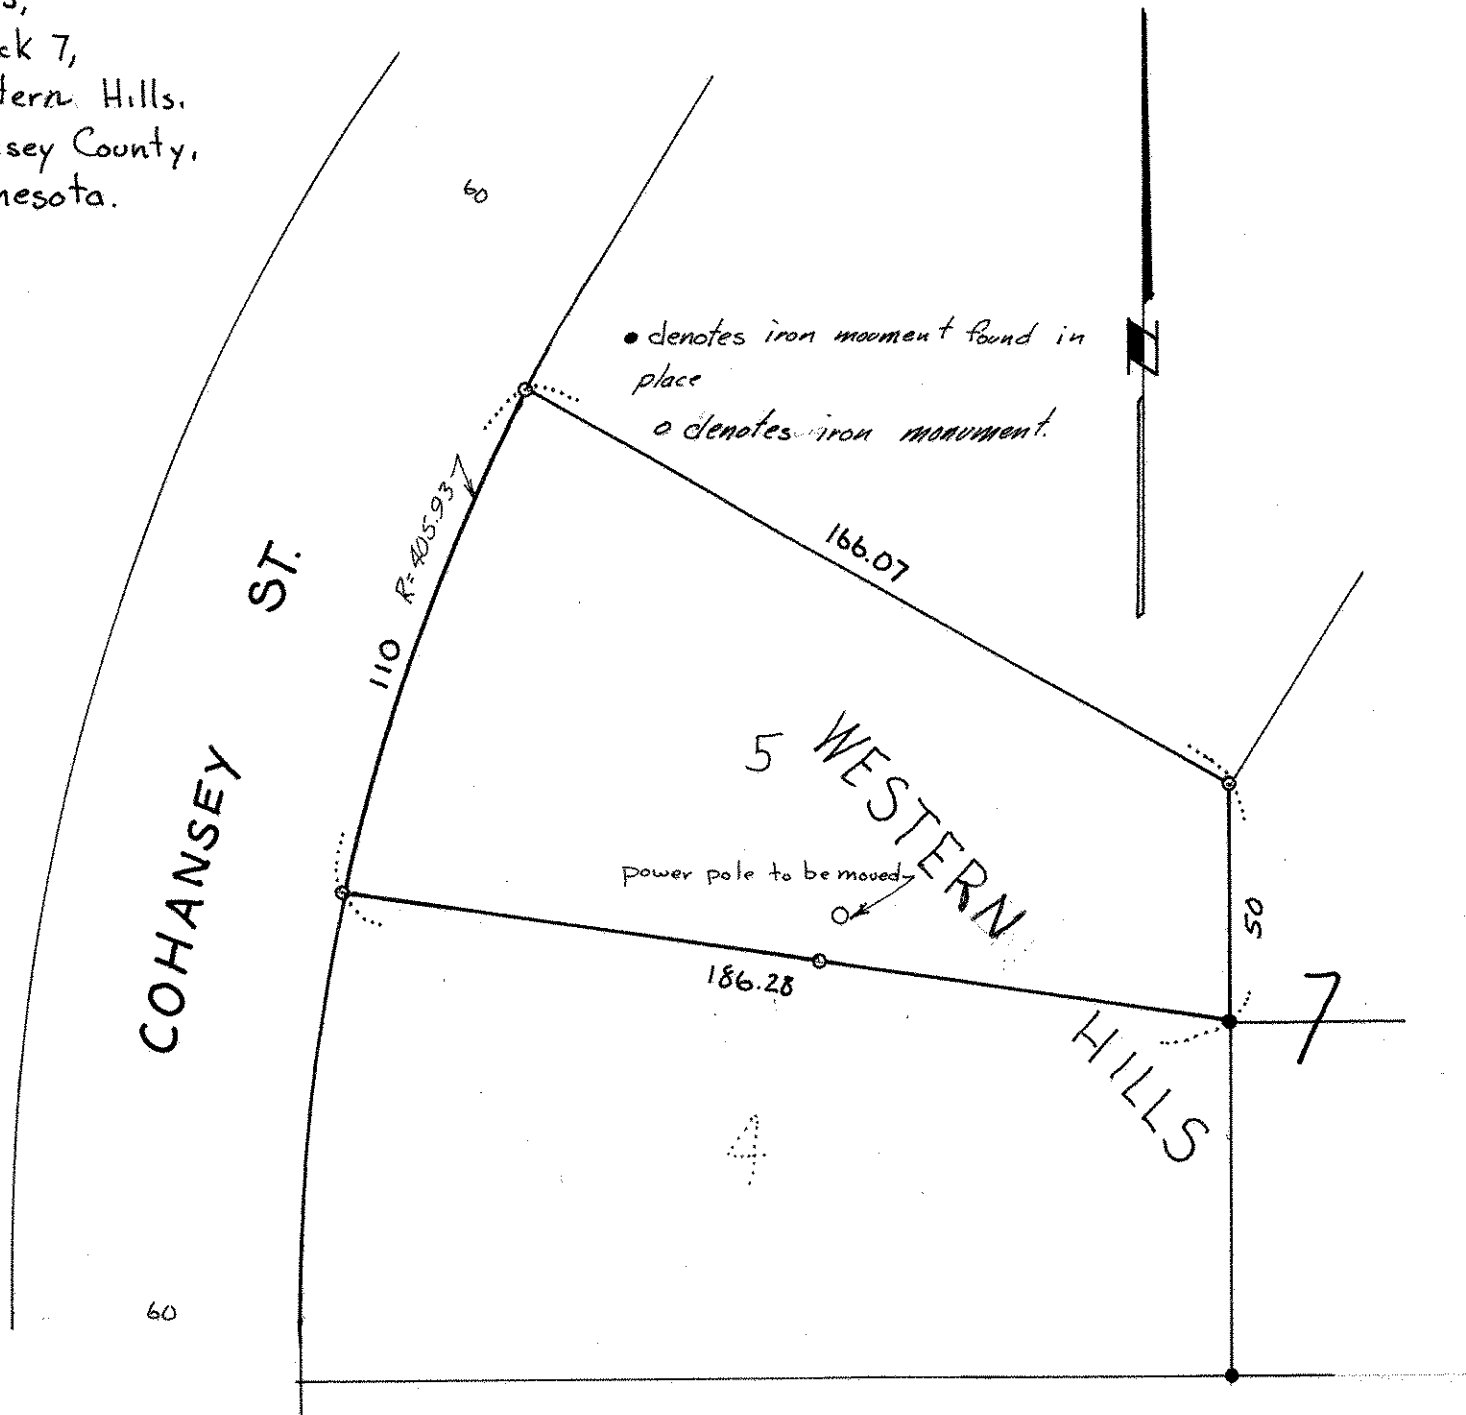 ck 7,
tern Hills.
sey County,
nesota.
60
• denotes iron moument found in
place
o denotes iron monument.
R=405.93
110
166.07
COHANSEY ST.
5
WESTERN
HILLS
power pole to be moved
50
186.28
7
4
60